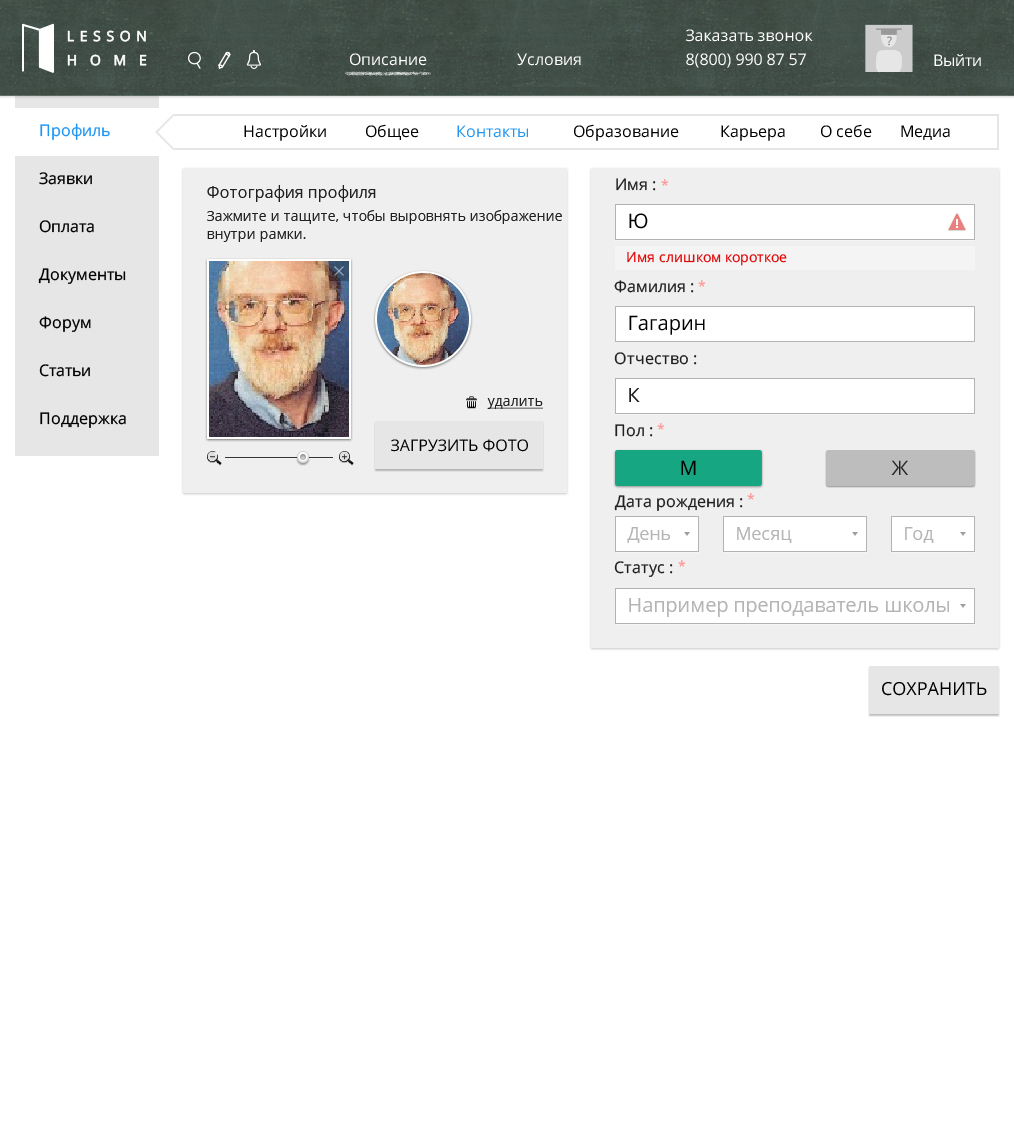 LESSON
HOME
Описание
Условия
Заказать звонок
8(800) 990 87 57
?
Выйти
Профиль
Настройки
Общее
Контакты
Образование
Карьера
О себе
Медиа
Заявки
Оплата
Документы
Форум
Статьи
Поддержка
Фотография профиля
Зажмите и тащите, чтобы выровнять изображение
внутри рамки.
удалить
ЗАГРУЗИТЬ ФОТО
Имя : *
Ю
Имя слишком короткое
Фамилия : *
Гагарин
Отчество :
К
Пол : *
М
Ж
Дата рождения : *
День
Месяц
Год
Статус : *
Например преподаватель школы
СОХРАНИТЬ